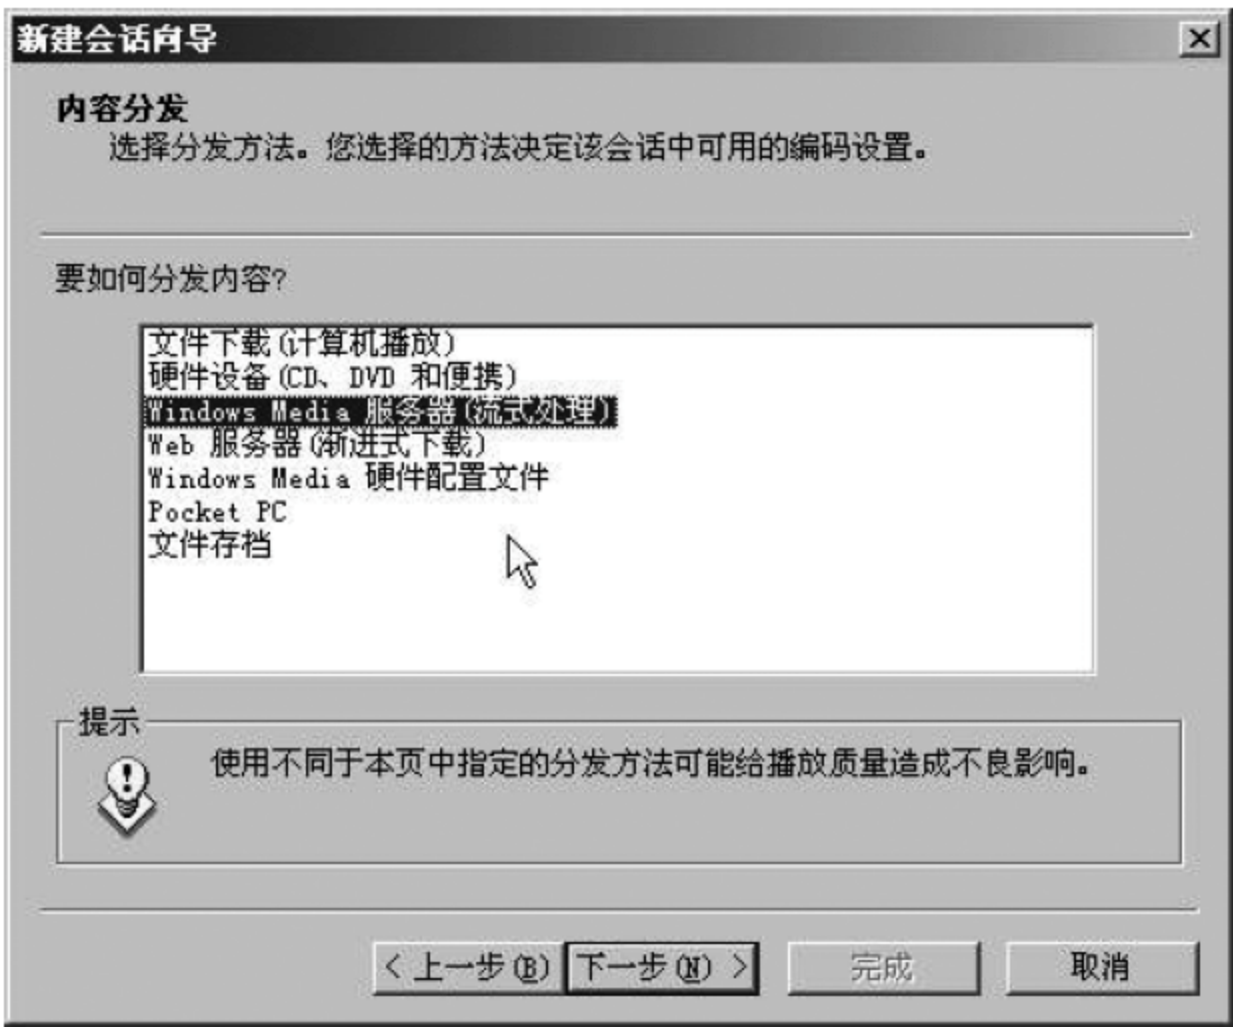 新建会话向导
内容分发
选择分发方法。您选择的方法决定该会话中可用的编码设置。
要如何分发内容?
文件下载(计算机播放)
硬件设备(CD、DVD 和便携)
Windows Media 服务器(流式处理)
Web 服务器(渐进式下载)
Windows Media 硬件配置文件
Pocket PC
文件存档
提示
使用不同于本页中指定的分发方法可能给播放质量造成不良影响。
< 上一步(B) 下一步(N) > 完成 取消